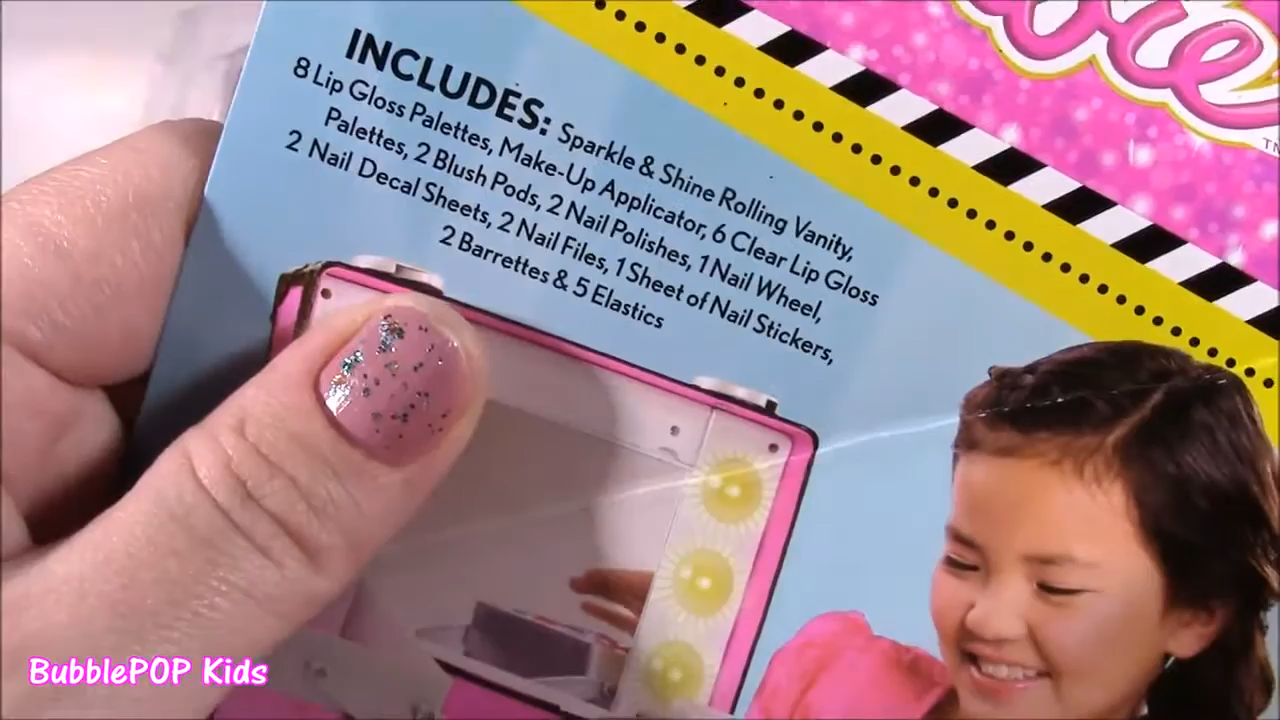 INCLUDES: Sparkle & Shine Rolling Vanity,
8 Lip Gloss Palettes, Make-Up Applicator, 6 Clear Lip Gloss
Palettes, 2 Blush Pods, 2 Nail Polishes, 1 Nail Wheel,
2 Nail Decal Sheets, 2 Nail Files, 1 Sheet of Nail Stickers,
2 Barrettes & 5 Elastics
TM
BubblePOP Kids